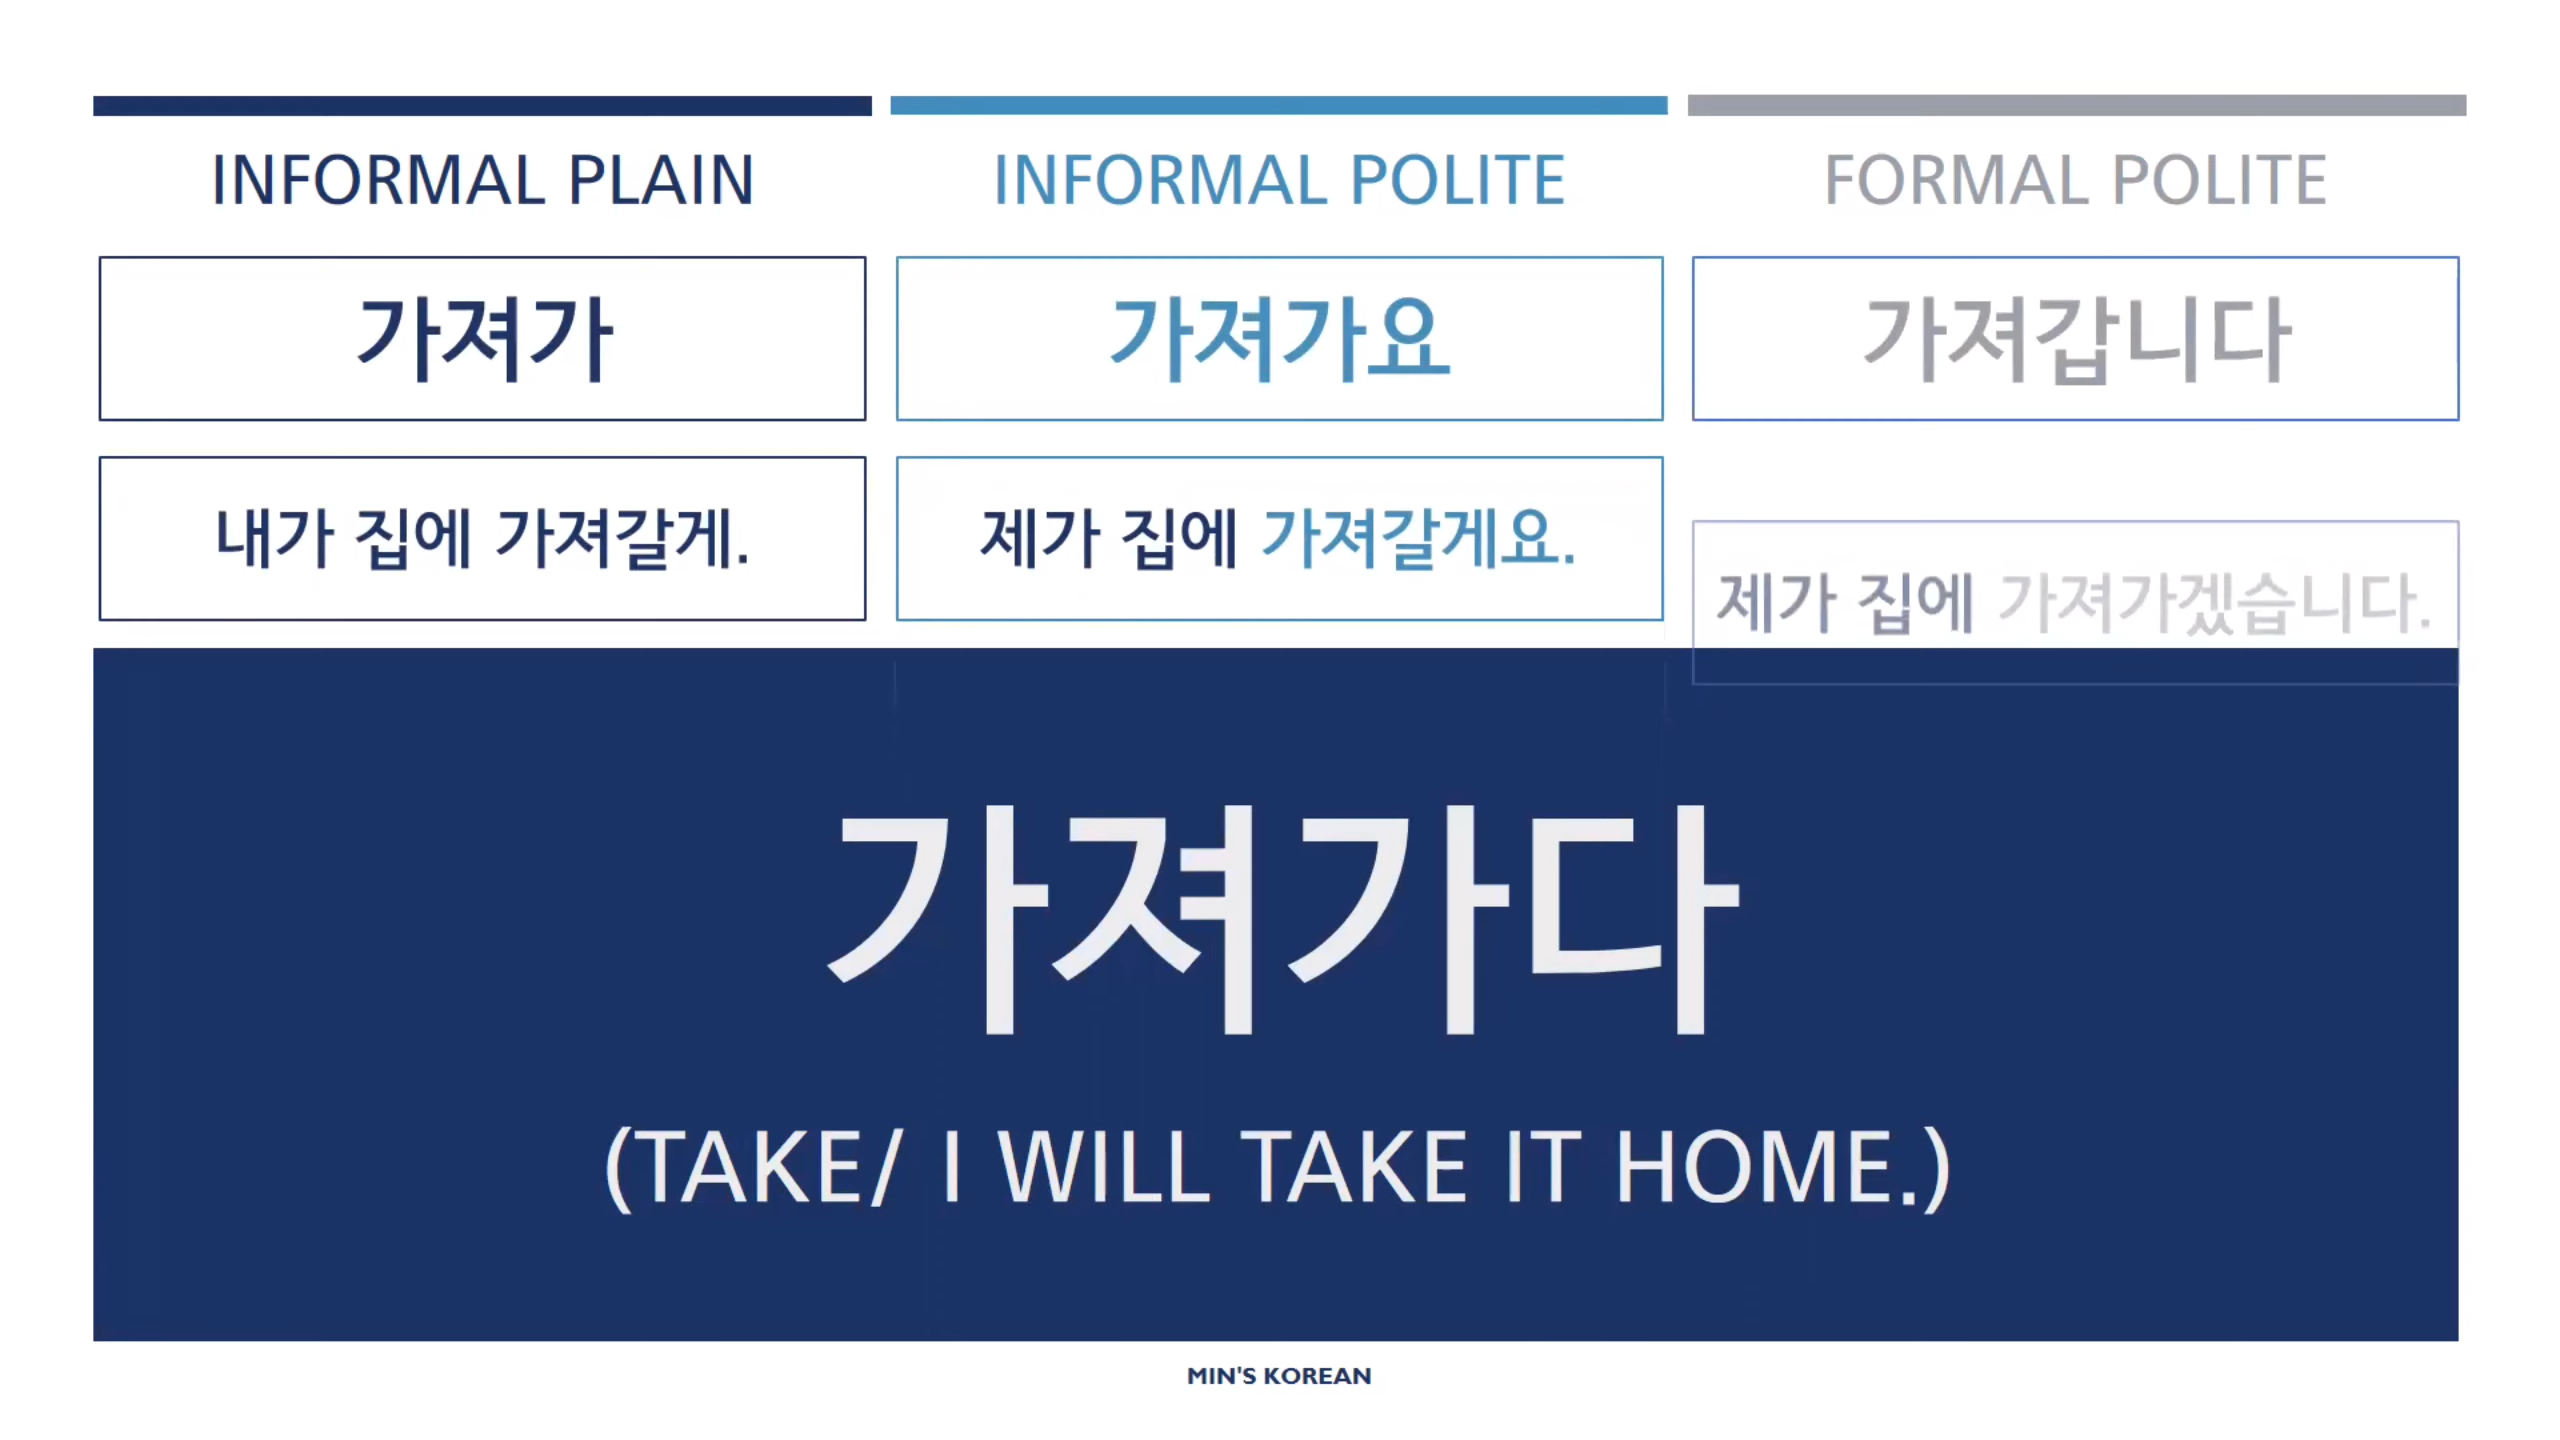 INFORMAL PLAIN
INFORMAL POLITE
FORMAL POLITE
가져가
가져가요
가져갑니다
내가 집에 가져갈게.
제가 집에 가져갈게요.
제가 집에 가져가겠습니다.
가져가다
(TAKE/ I WILL TAKE IT HOME.)
MIN'S KOREAN